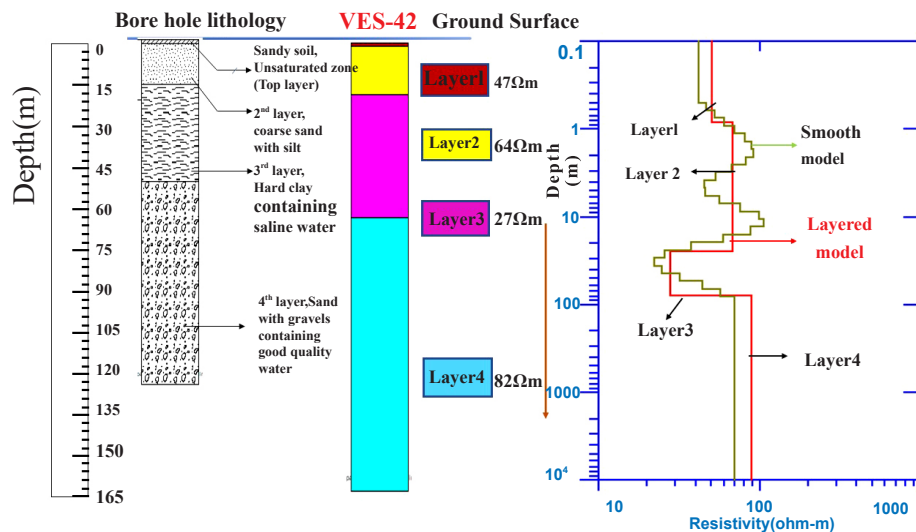 Bore hole lithology
VES-42
Ground Surface
Depth(m)
0
15
30
45
60
75
90
105
120
135
150
165
Sandy soil,
Unsaturated zone
(Top layer)
2nd layer,
coarse sand
with silt
3rd layer,
Hard clay
containing
saline water
4th layer,Sand
with gravels
containing
good quality
water
Layer1 47Ωm
Layer2 64Ωm
Layer3 27Ωm
Layer4 82Ωm
Depth
(m)
0.1
1
10
100
1000
10⁴
Layer1
Layer 2
Smooth
model
Layered
model
Layer3
Layer4
10
100
1000
Resistivity(ohm-m)